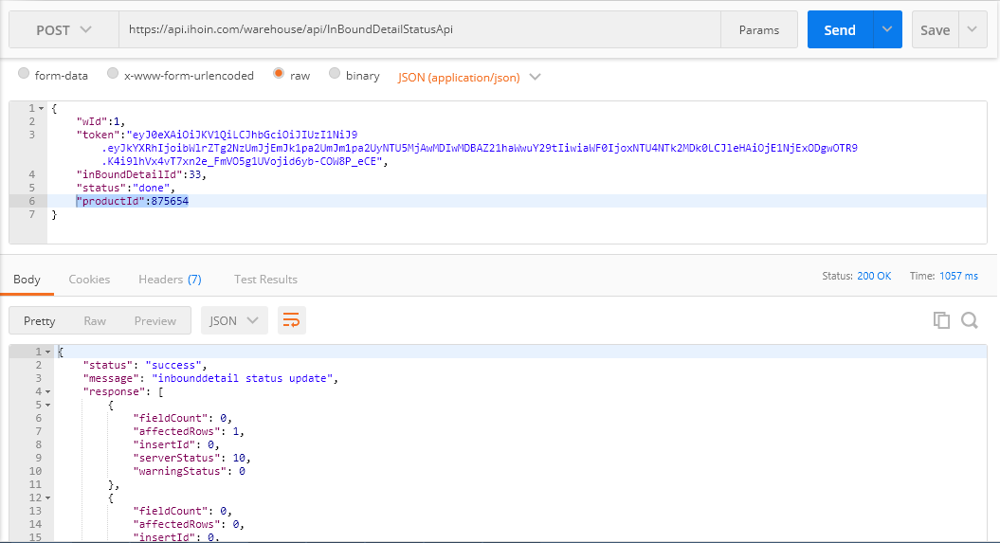 POST
https://api.ihoin.com/warehouse/api/InBoundDetailStatusApi
Params
Send
Save
form-data
x-www-form-urlencoded
raw
binary
JSON (application/json)
1 {
2 "wId":1,
3 "token":"eyJ0eXAiOiJKV1QiLCJhbGciOiJIUzI1NiJ9
.eyJkYXRhIjoibWlrZTg2NzUmJjEmJk1pa2UmJm1pa2UyNTU5MjAwMDIwMDBAZ21haWwuY29tIiwiaWF0IjoxNTU4NTk2MDk0LCJleHAiOjE1NjExODgwOTR9
.K4i9lhVx4vT7xn2e_FmVO5g1UVojid6yb-COW8P_eCE",
4 "inBoundDetailId":33,
5 "status":"done",
6 "productId":875654
7 }
Body
Cookies
Headers (7)
Test Results
Status: 200 OK
Time: 1057 ms
Pretty
Raw
Preview
JSON
1 {
2 "status": "success",
3 "message": "inbounddetail status update",
4 "response": [
5 {
6 "fieldCount": 0,
7 "affectedRows": 1,
8 "insertId": 0,
9 "serverStatus": 10,
10 "warningStatus": 0
11 },
12 {
13 "fieldCount": 0,
14 "affectedRows": 0,
15 "insertId": 0,